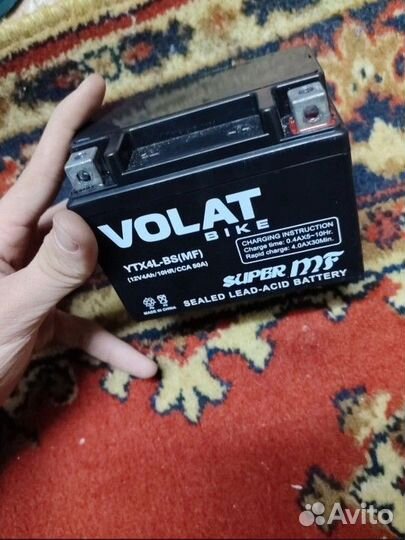 VOLAT
BIKE
YTX4L-BS(MF)
(12V4Ah/10HR/CCA 60A)
CHARGING INSTRUCTION
Charge time: 0.4AX5~10Hr.
Rapid charge: 4.0AX30Min.
SUPER MF
SEALED LEAD-ACID BATTERY
MADE IN CHINA
Avito